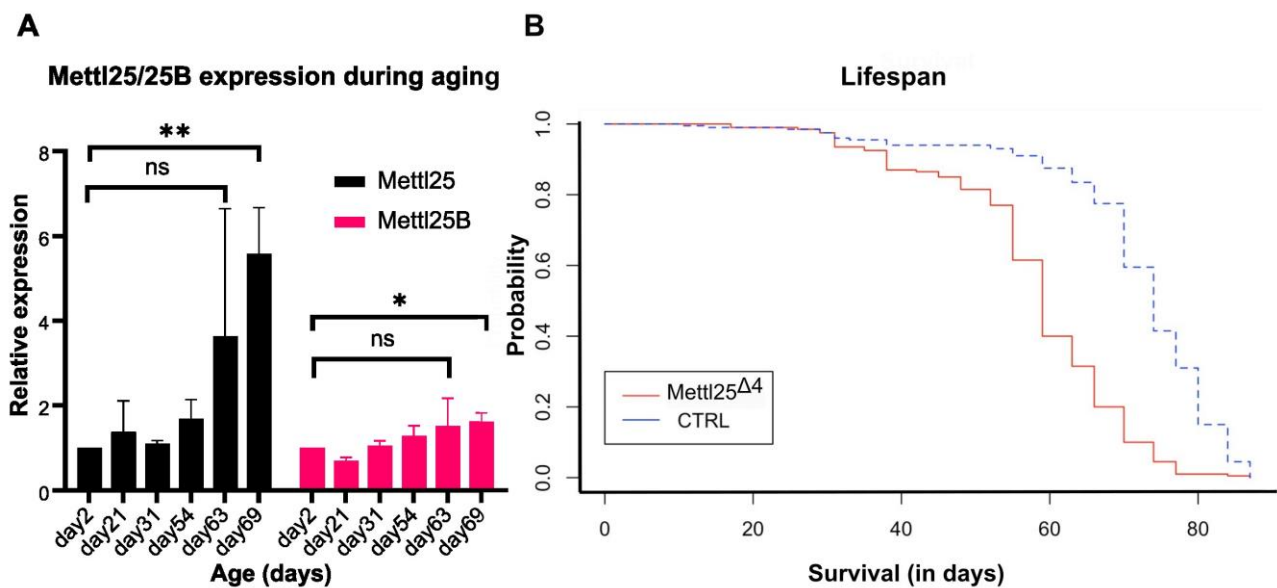 A
Mettl25/25B expression during aging
Relative expression
8
6
4
2
0
**
ns
Mettl25
Mettl25B
*
ns
day2
day21
day31
day54
day63
day69
day2
day21
day31
day54
day63
day69
Age (days)
B
Lifespan
Probability
1.0
0.8
0.6
0.4
0.2
0.0
Mettl25Δ4
CTRL
0
20
40
60
80
Survival (in days)